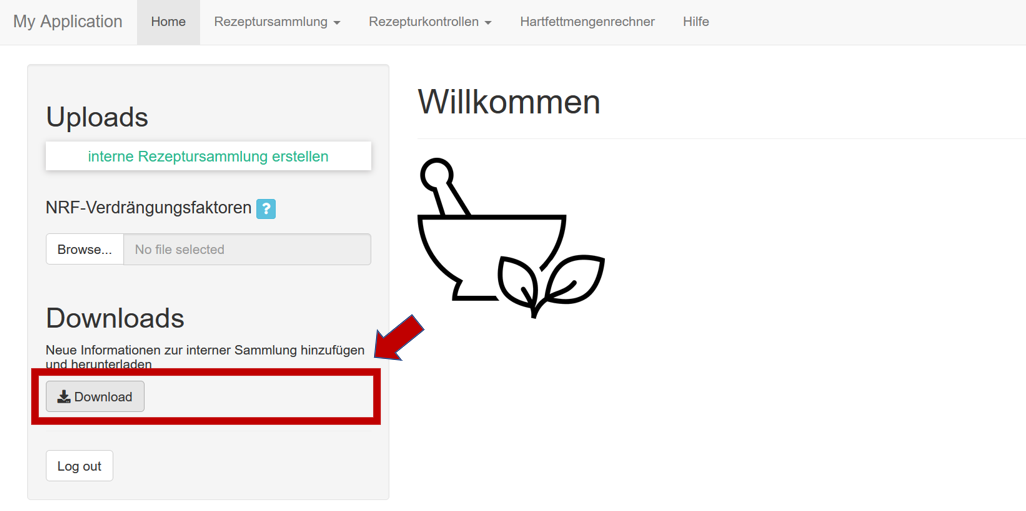 My Application Home Rezeptursammlung Rezepturkontrollen Hartfettmengenrechner Hilfe
Uploads
interne Rezeptursammlung erstellen
NRF-Verdrängungsfaktoren ?
Browse... No file selected
Downloads
Neue Informationen zur interner Sammlung hinzufügen
und herunterladen
Download
Log out
Willkommen